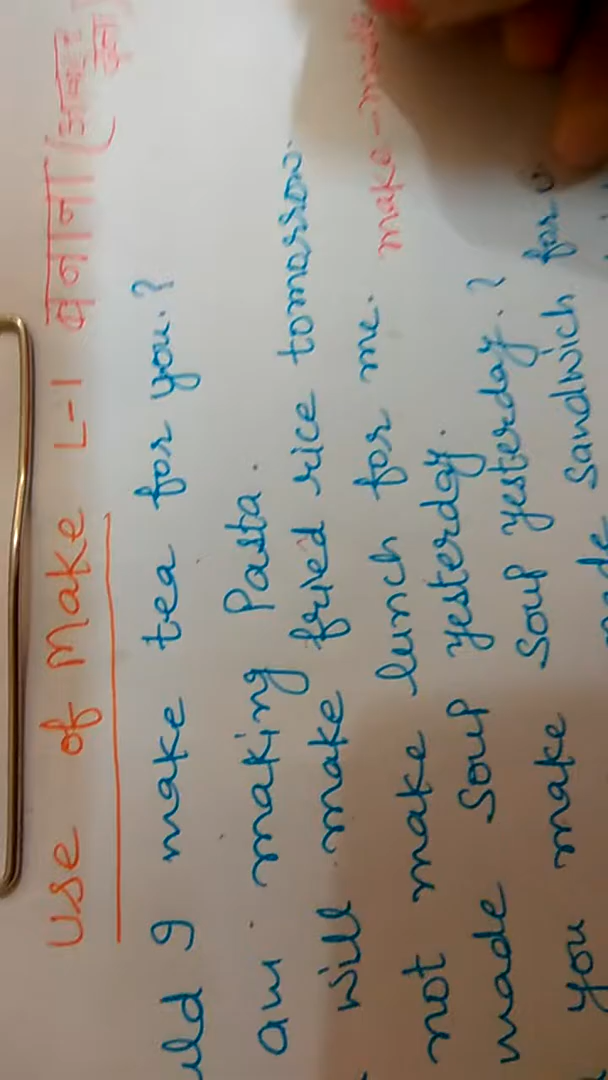 use of Make L-1 बनाना (
I make tea for you.?
am making Pasta.
will make fried rice tomorrow.
make-made
not make lunch for me.
made soup yesterday.
you make soup yesterday.?
sandwich for